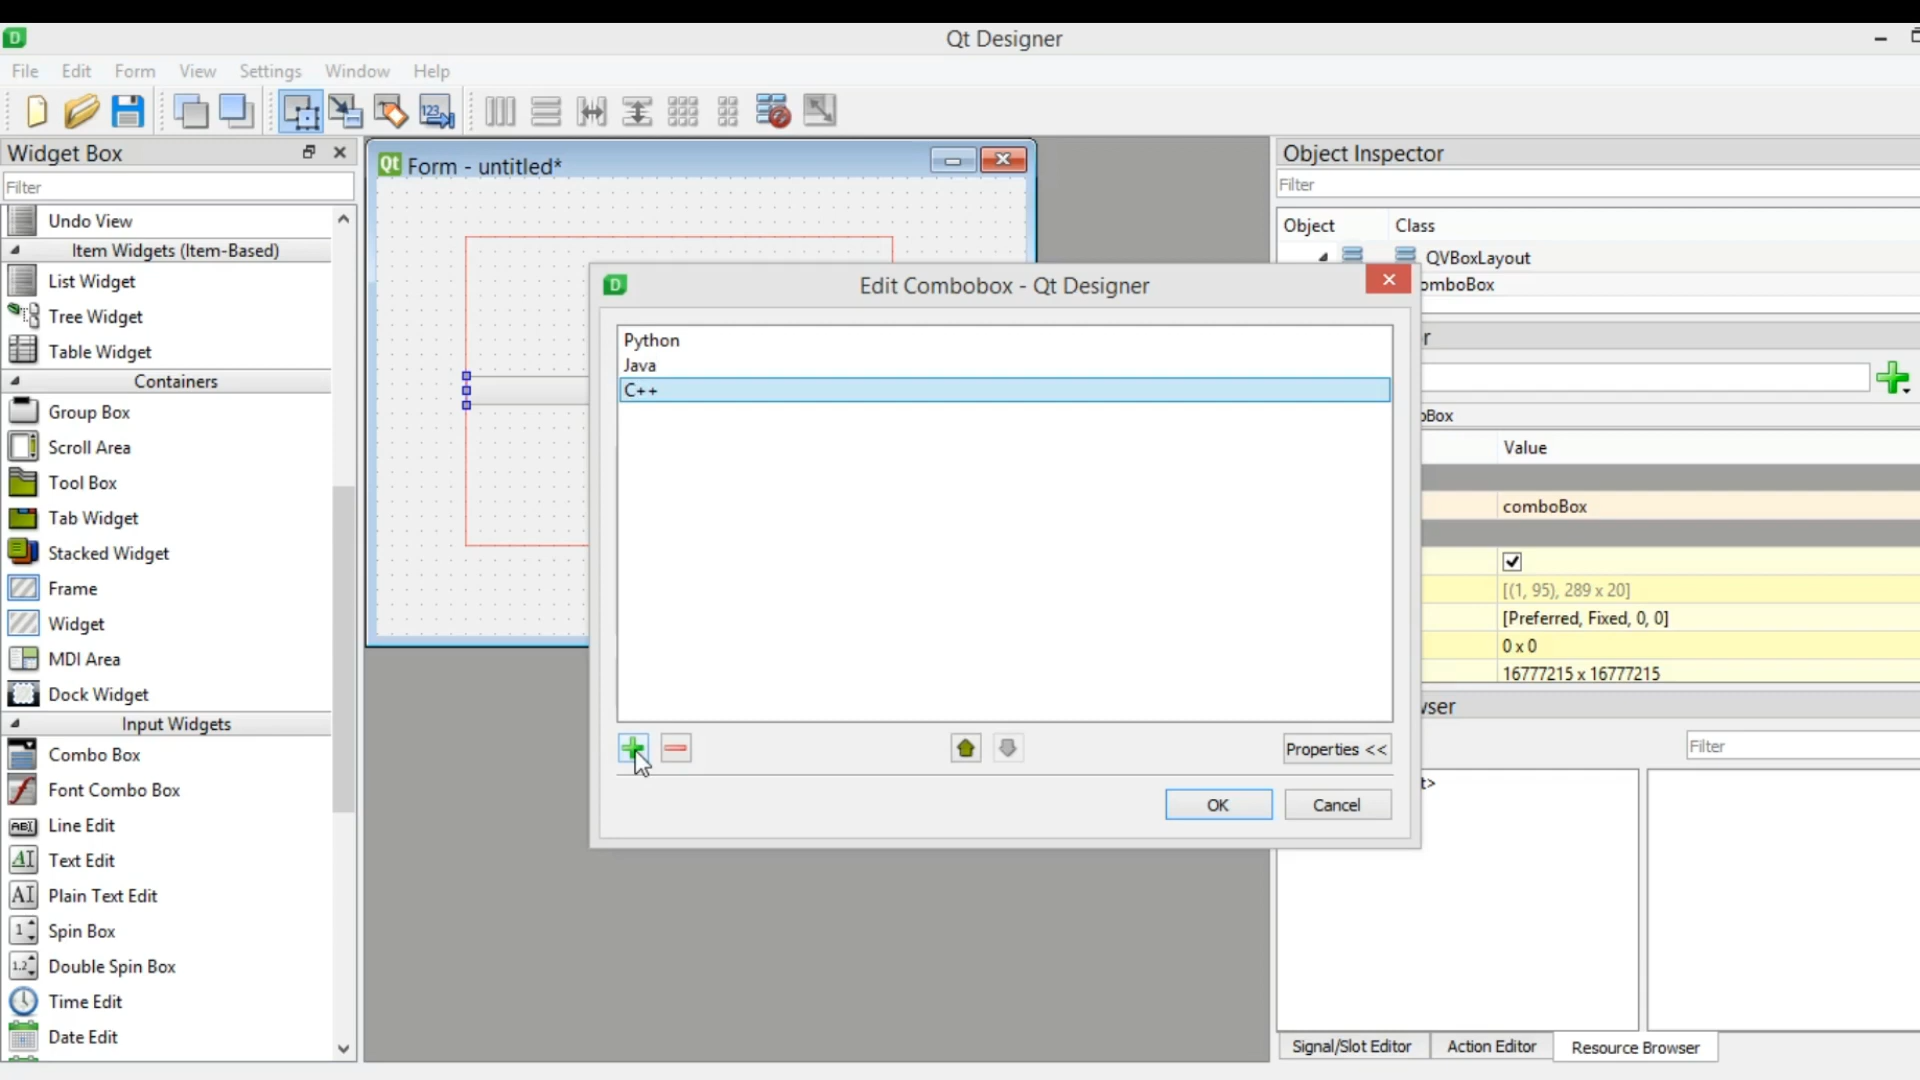 Qt Designer
File Edit Form View Settings Window Help
Widget Box
Filter
Undo View
Item Widgets (Item-Based)
List Widget
Tree Widget
Table Widget
Containers
Group Box
Scroll Area
Tool Box
Tab Widget
Stacked Widget
Frame
Widget
MDI Area
Dock Widget
Input Widgets
Combo Box
Font Combo Box
Line Edit
Text Edit
Plain Text Edit
Spin Box
Double Spin Box
Time Edit
Date Edit
Qt Form - untitled*
Edit Combobox - Qt Designer
Python
Java
C++
Properties <<
OK Cancel
Object Inspector
Filter
Object Class
QVBoxLayout
omboBox
r
oBox
Value
comboBox
[(1, 95), 289 x 20]
[Preferred, Fixed, 0, 0]
0 x 0
16777215 x 16777215
wser
Filter
t>
Signal/Slot Editor Action Editor Resource Browser